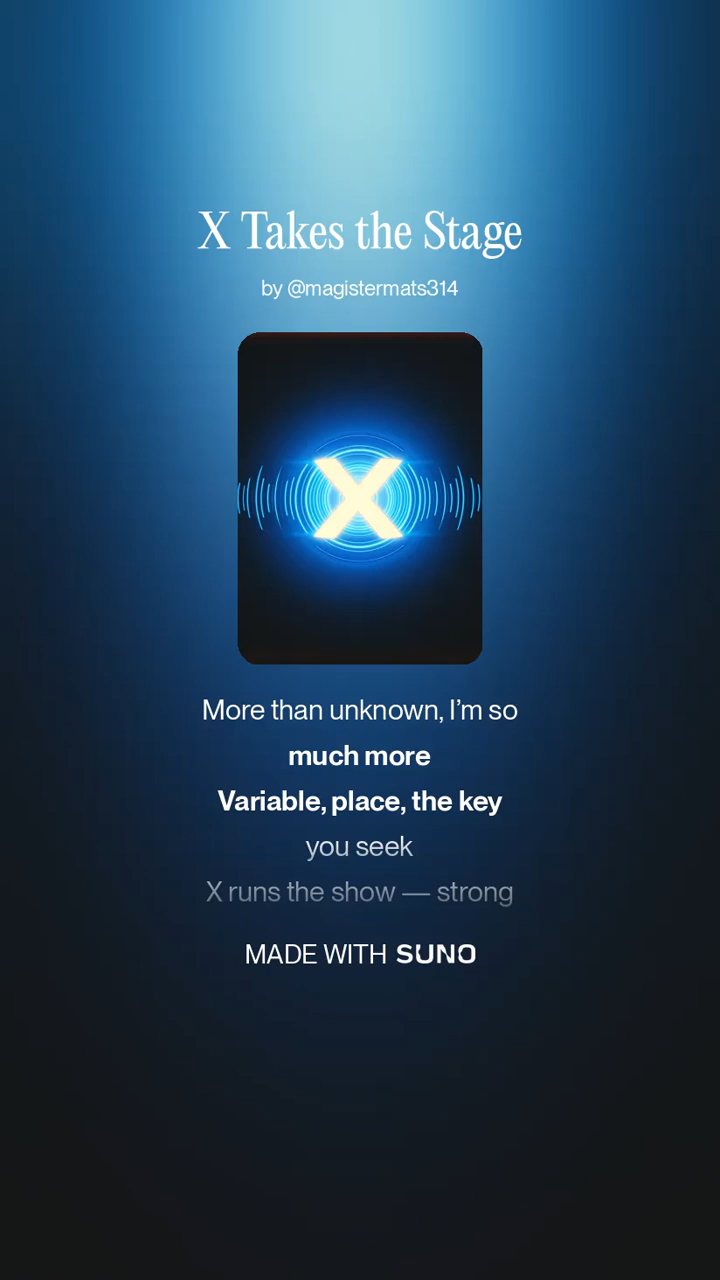 X Takes the Stage
by @magistermats314
X
More than unknown, I'm so
much more
Variable, place, the key
you seek
X runs the show — strong
MADE WITH SUNO